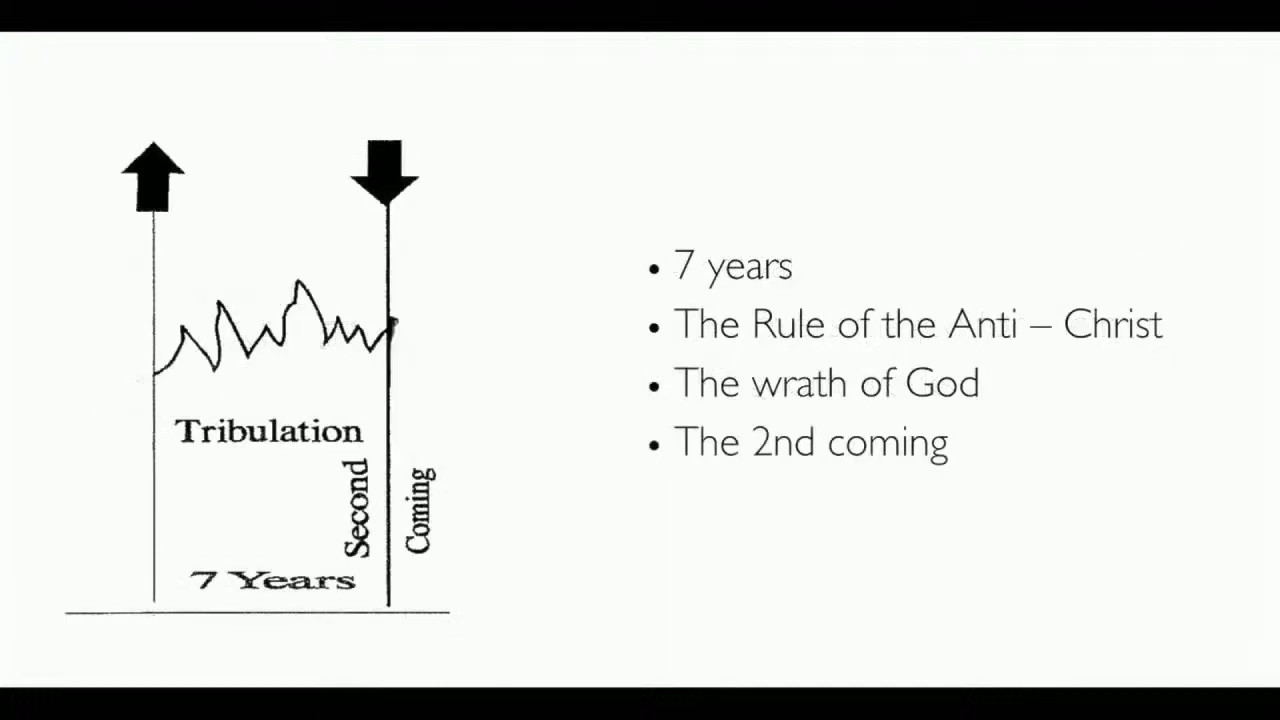 Tribulation
Second
Coming
7 Years
• 7 years
• The Rule of the Anti – Christ
• The wrath of God
• The 2nd coming